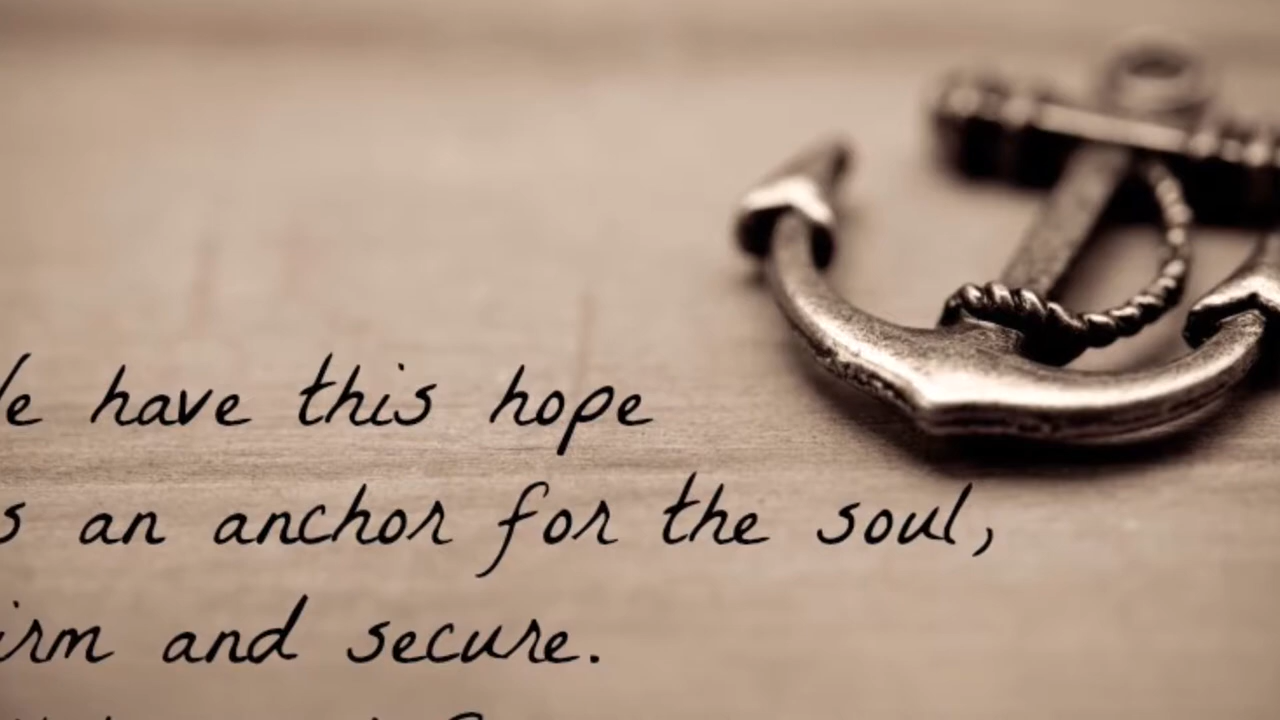 e have this hope
s an anchor for the soul,
irm and secure.